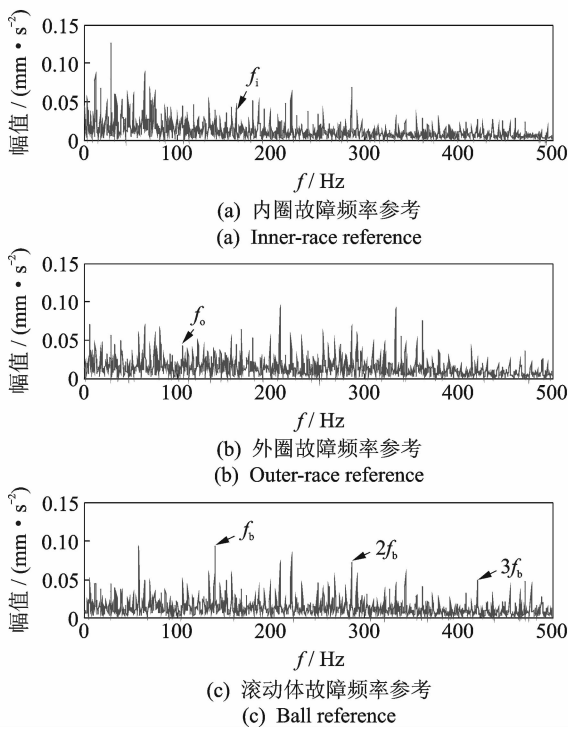 0.15
0.10
0.05
0
幅值 / (mm·s⁻²)
fᵢ
0 100 200 300 400 500
f / Hz
(a) 内圈故障频率参考
(a) Inner-race reference
0.15
0.10
0.05
0
幅值 / (mm·s⁻²)
fₒ
0 100 200 300 400 500
f / Hz
(b) 外圈故障频率参考
(b) Outer-race reference
0.15
0.10
0.05
0
幅值 / (mm·s⁻²)
f_b
2f_b
3f_b
0 100 200 300 400 500
f / Hz
(c) 滚动体故障频率参考
(c) Ball reference